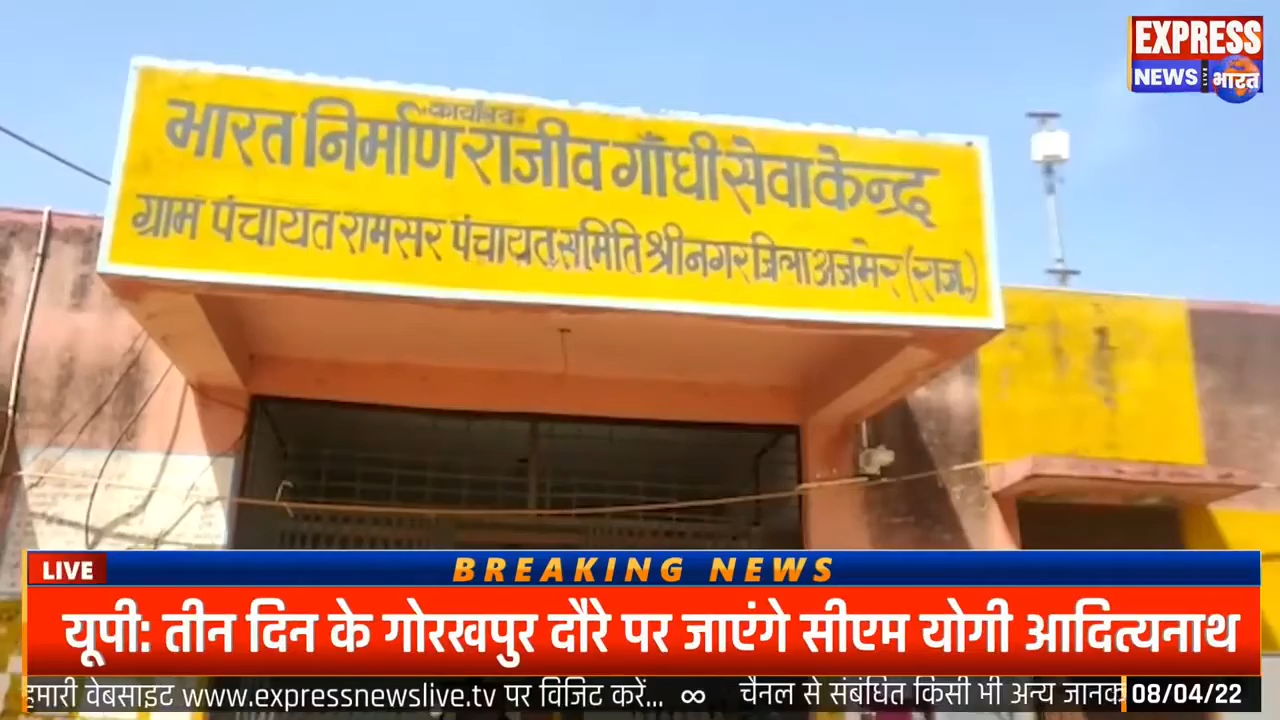 EXPRESS
NEWS LIVE भारत
कार्यालय
भारत निर्माण राजीव गाँधी सेवा केन्द्र
ग्राम पंचायत रामसर पंचायत समिति श्रीनगर जिला अजमेर (राज.)
LIVE
BREAKING NEWS
यूपी: तीन दिन के गोरखपुर दौरे पर जाएंगे सीएम योगी आदित्यनाथ
हमारी वेबसाइट www.expressnewslive.tv पर विजिट करें... ∞ चैनल से संबंधित किसी भी अन्य जानक
08/04/22